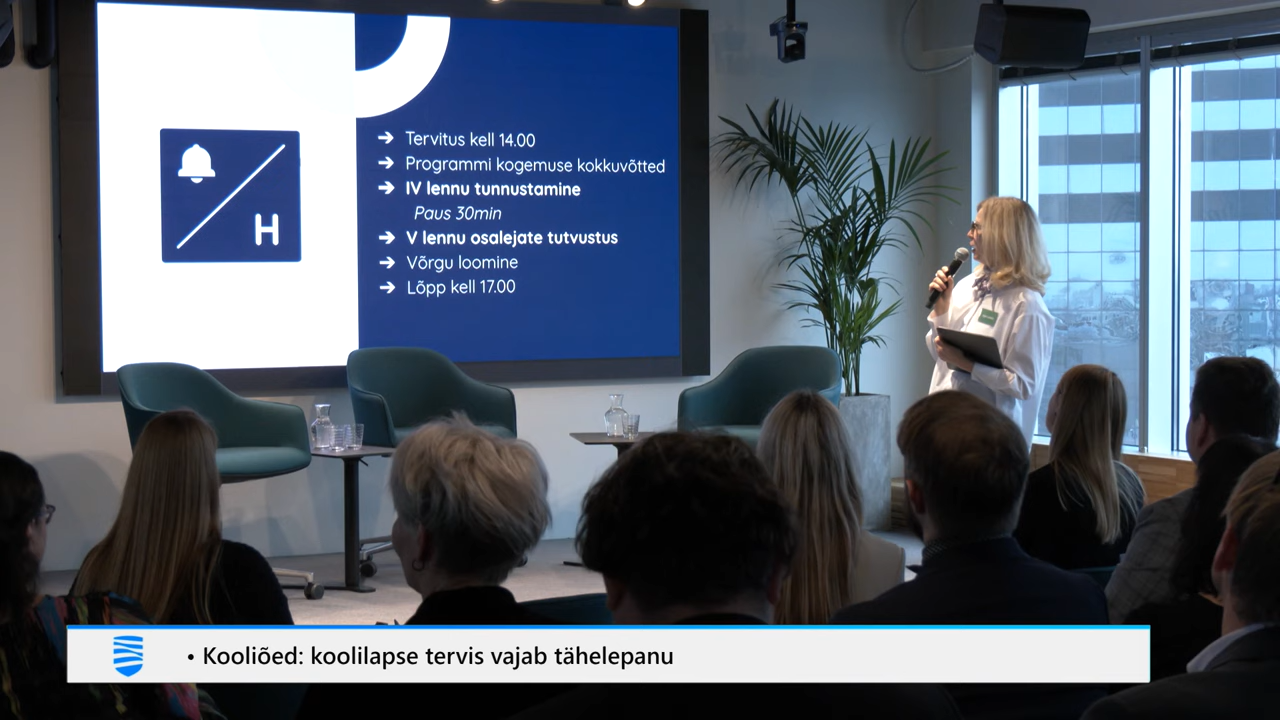 H
→ Tervitus kell 14.00
→ Programmi kogemuse kokkuvõtted
→ IV lennu tunnustamine
Paus 30min
→ V lennu osalejate tutvustus
→ Võrgu loomine
→ Lõpp kell 17.00
• Kooliõed: koolilapse tervis vajab tähelepanu